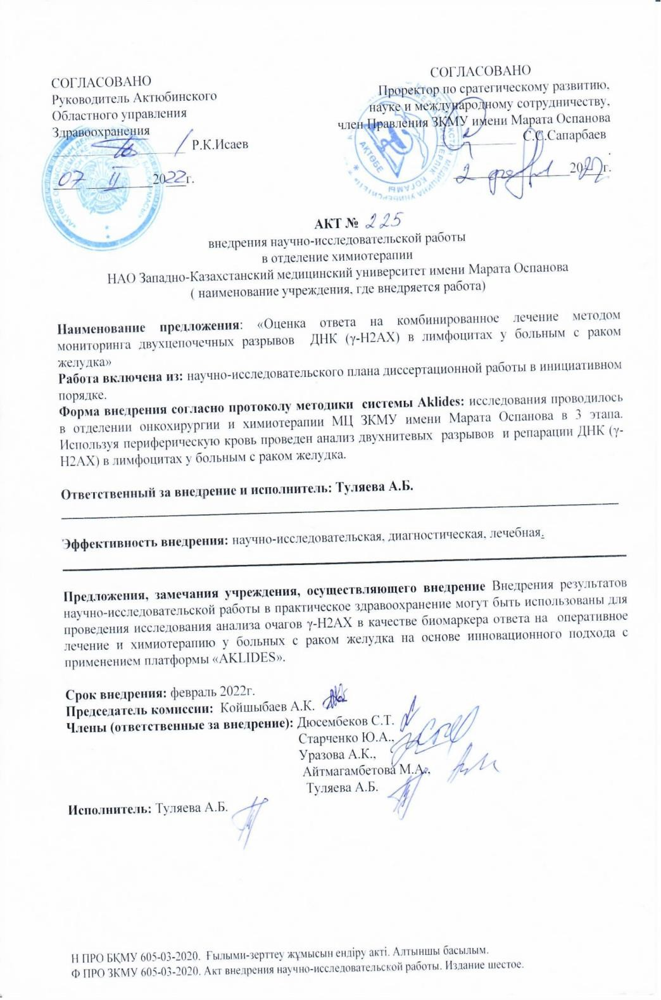 СОГЛАСОВАНО
Руководитель Актюбинского
Областного управления
Здравоохранения
Р.К.Исаев
07 II 2022г.
СОГЛАСОВАНО
Проректор по сратегическому развитию,
науке и международному сотрудничеству,
член Правления ЗКМУ имени Марата Оспанова
С.С.Сапарбаев
2 2022г.
АКТ № 225
внедрения научно-исследовательской работы
в отделение химиотерапии
НАО Западно-Казахстанский медицинский университет имени Марата Оспанова
( наименование учреждения, где внедряется работа)
Наименование предложения: «Оценка ответа на комбинированное лечение методом
мониторинга двухцепочечных разрывов ДНК (γ-H2AX) в лимфоцитах у больным с раком
желудка»
Работа включена из: научно-исследовательского плана диссертационной работы в инициативном
порядке.
Форма внедрения согласно протоколу методики системы Aklides: исследования проводилось
в отделении онкохирургии и химиотерапии МЦ ЗКМУ имени Марата Оспанова в 3 этапа.
Используя периферическую кровь проведен анализ двухнитевых разрывов и репарации ДНК (γ-
H2AX) в лимфоцитах у больным с раком желудка.
Ответственный за внедрение и исполнитель: Туляева А.Б.
Эффективность внедрения: научно-исследовательская, диагностическая, лечебная.
Предложения, замечания учреждения, осуществляющего внедрение Внедрения результатов
научно-исследовательской работы в практическое здравоохранение могут быть использованы для
проведения исследования анализа очагов γ-H2AX в качестве биомаркера ответа на оперативное
лечение и химиотерапию у больных с раком желудка на основе инновационного подхода с
применением платформы «AKLIDES».
Срок внедрения: февраль 2022г.
Председатель комиссии: Койшыбаев А.К.
Члены (ответственные за внедрение): Дюсембеков С.Т.
Старченко Ю.А.,
Уразова А.К.,
Айтмагамбетова М.А.,
Туляева А.Б.
Исполнитель: Туляева А.Б.
Н ПРО БҚМУ 605-03-2020. Ғылыми-зерттеу жұмысын ендіру акті. Алтыншы басылым.
Ф ПРО ЗКМУ 605-03-2020. Акт внедрения научно-исследовательской работы. Издание шестое.